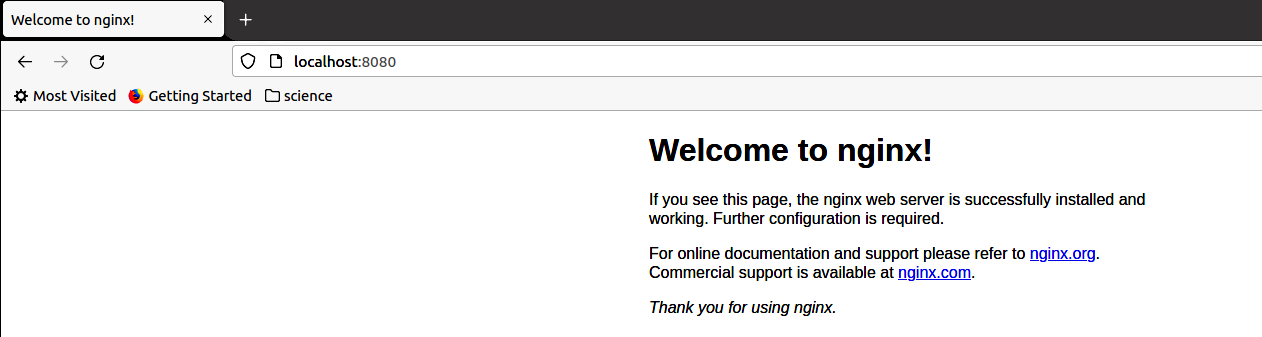 Welcome to nginx!
localhost:8080
Most Visited Getting Started science
Welcome to nginx!
If you see this page, the nginx web server is successfully installed and
working. Further configuration is required.
For online documentation and support please refer to nginx.org.
Commercial support is available at nginx.com.
Thank you for using nginx.